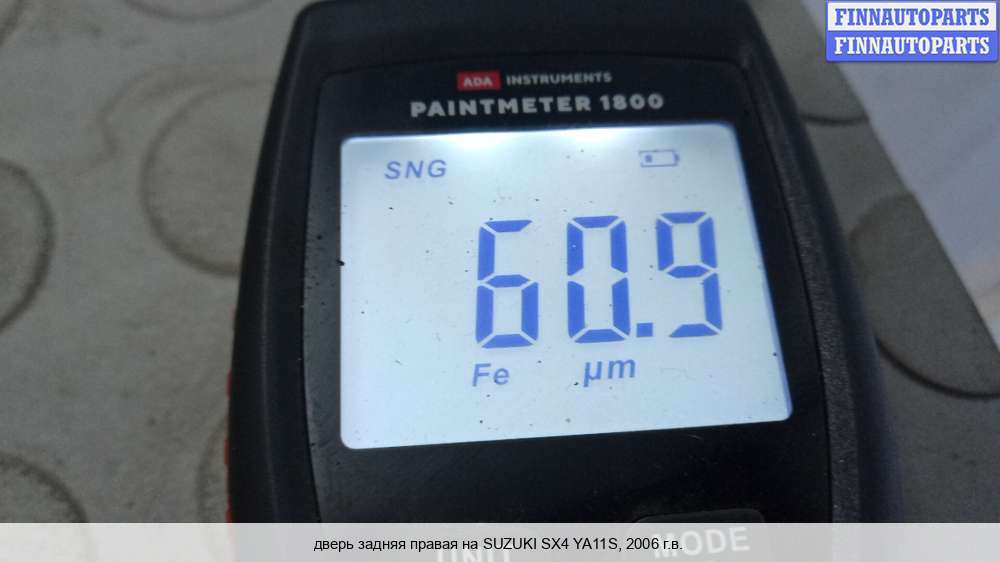 FINNAUTOPARTS
FINNAUTOPARTS
ADA INSTRUMENTS
PAINTMETER 1800
SNG
60.9
Fe µm
MODE
дверь задняя правая на SUZUKI SX4 YA11S, 2006 г.в.